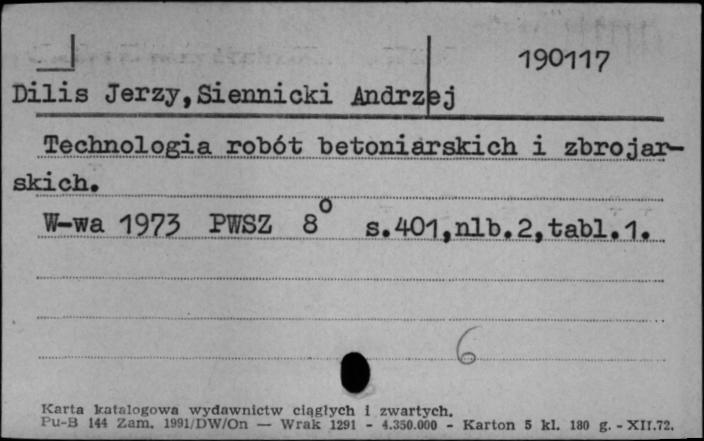 190117
Dilis Jerzy,Siennicki Andrzej
Technologia robót betoniarskich i zbrojar-
skich.
W-wa 1973 PWSZ 8° s.401,nlb.2,tabl.1.
6
Karta katalogowa wydawnictw ciągłych i zwartych.
Pu-B 144 Zam. 1991/DW/On — Wrak 1291 - 4.350.000 - Karton 5 kl. 180 g. - XII.72.